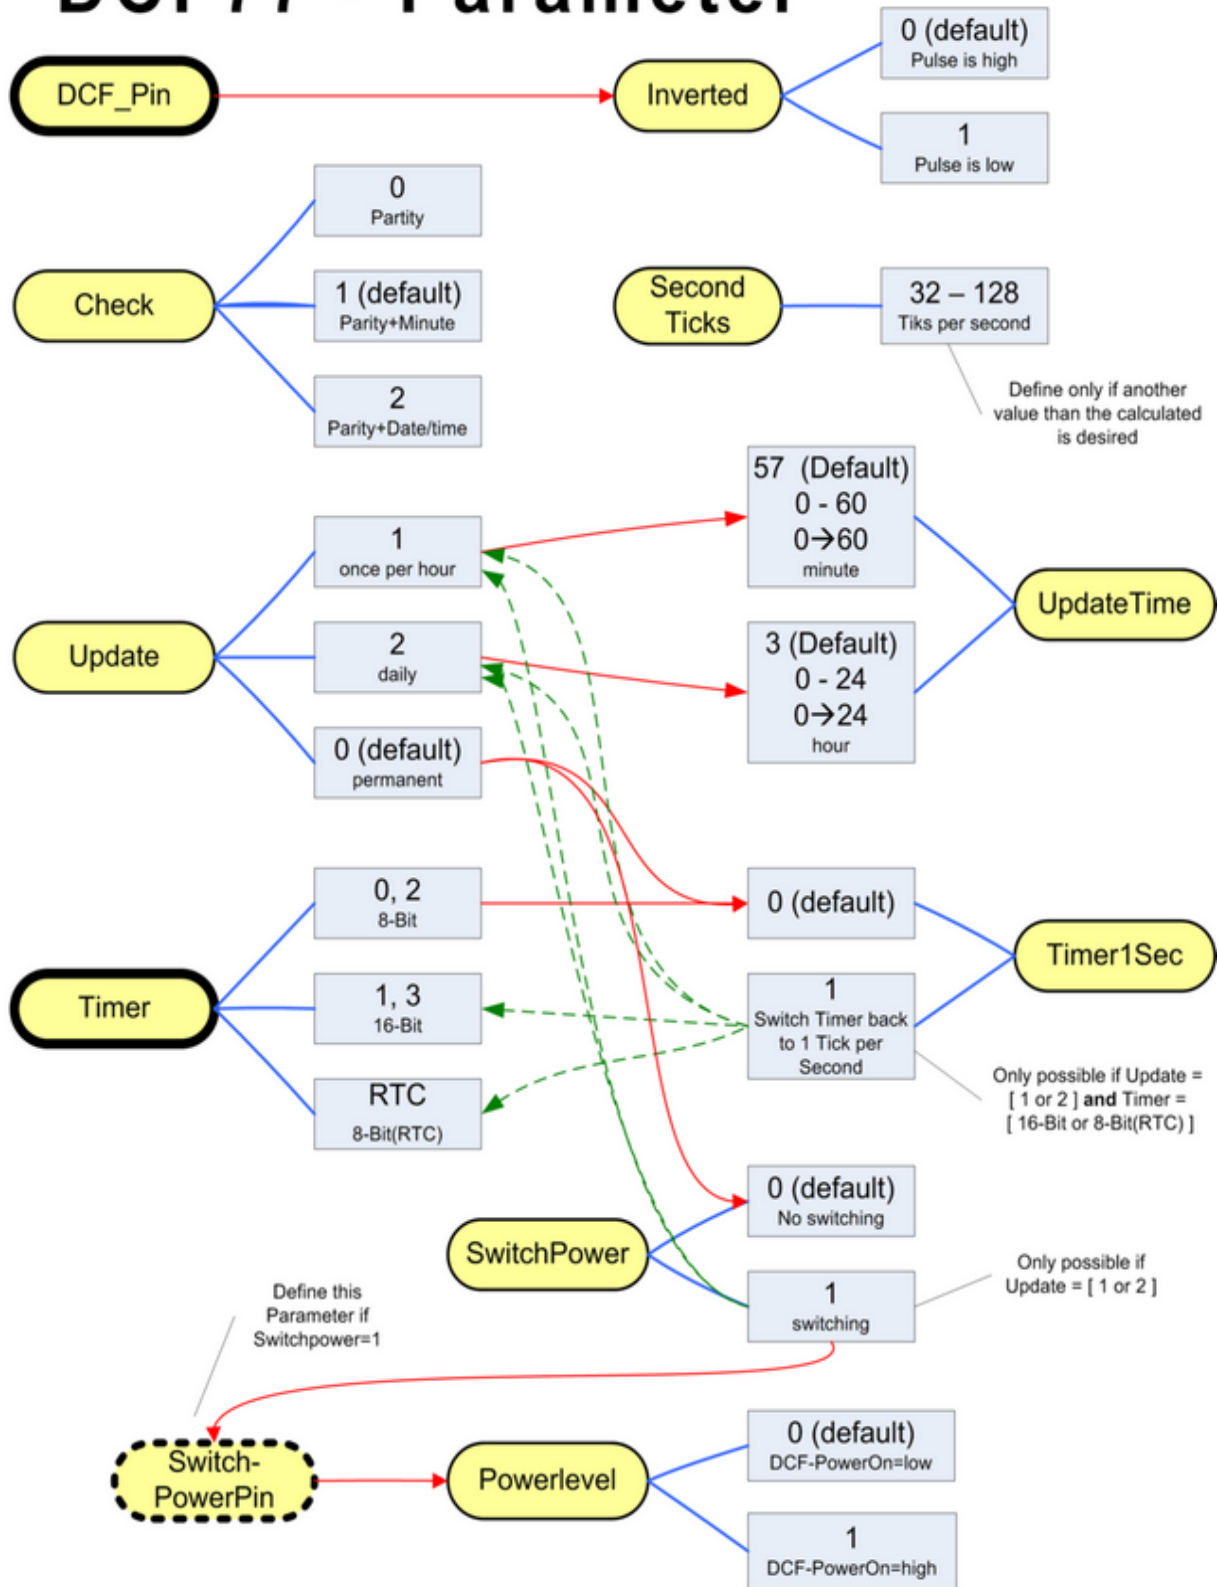 DCF77 - Parameter
0 (default)
Pulse is high
DCF_Pin
Inverted
1
Pulse is low
0
Partity
Check
1 (default)
Parity+Minute
2
Parity+Date/time
Second
Ticks
32 – 128
Tiks per second
Define only if another
value than the calculated
is desired
57 (Default)
0 - 60
0→60
minute
1
once per hour
Update
2
daily
0 (default)
permanent
3 (Default)
0 - 24
0→24
hour
UpdateTime
0, 2
8-Bit
Timer
1, 3
16-Bit
RTC
8-Bit(RTC)
0 (default)
1
Switch Timer back
to 1 Tick per
Second
Timer1Sec
Only possible if Update =
[ 1 or 2 ] and Timer =
[ 16-Bit or 8-Bit(RTC) ]
0 (default)
No switching
SwitchPower
1
switching
Only possible if
Update = [ 1 or 2 ]
Define this
Parameter if
Switchpower=1
Switch-
PowerPin
Powerlevel
0 (default)
DCF-PowerOn=low
1
DCF-PowerOn=high